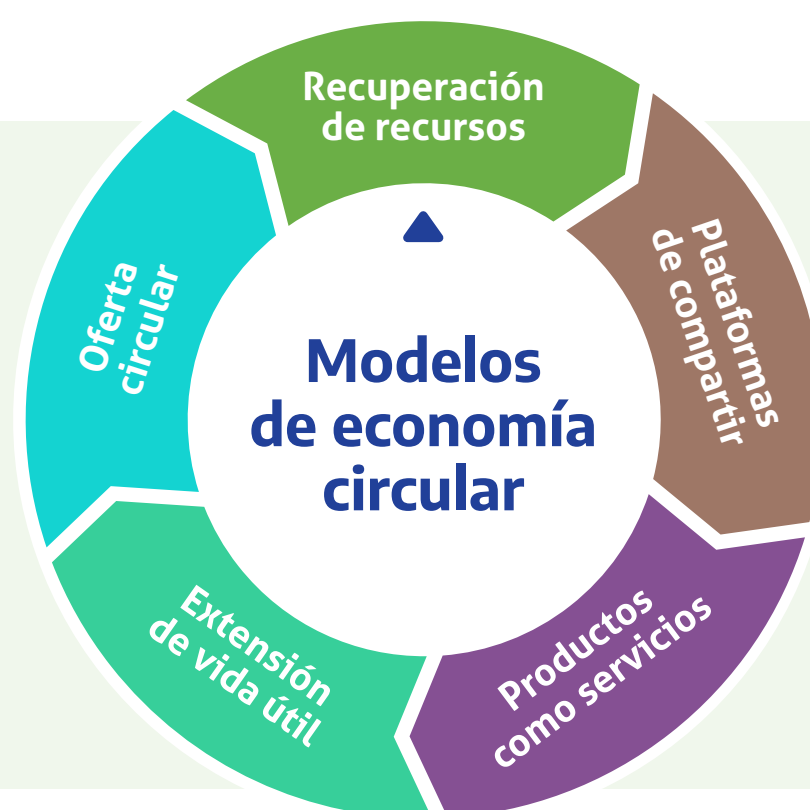 Recuperación
de recursos
Plataformas
de compartir
Productos
como servicios
Extensión
de vida útil
Oferta
circular
Modelos
de economía
circular